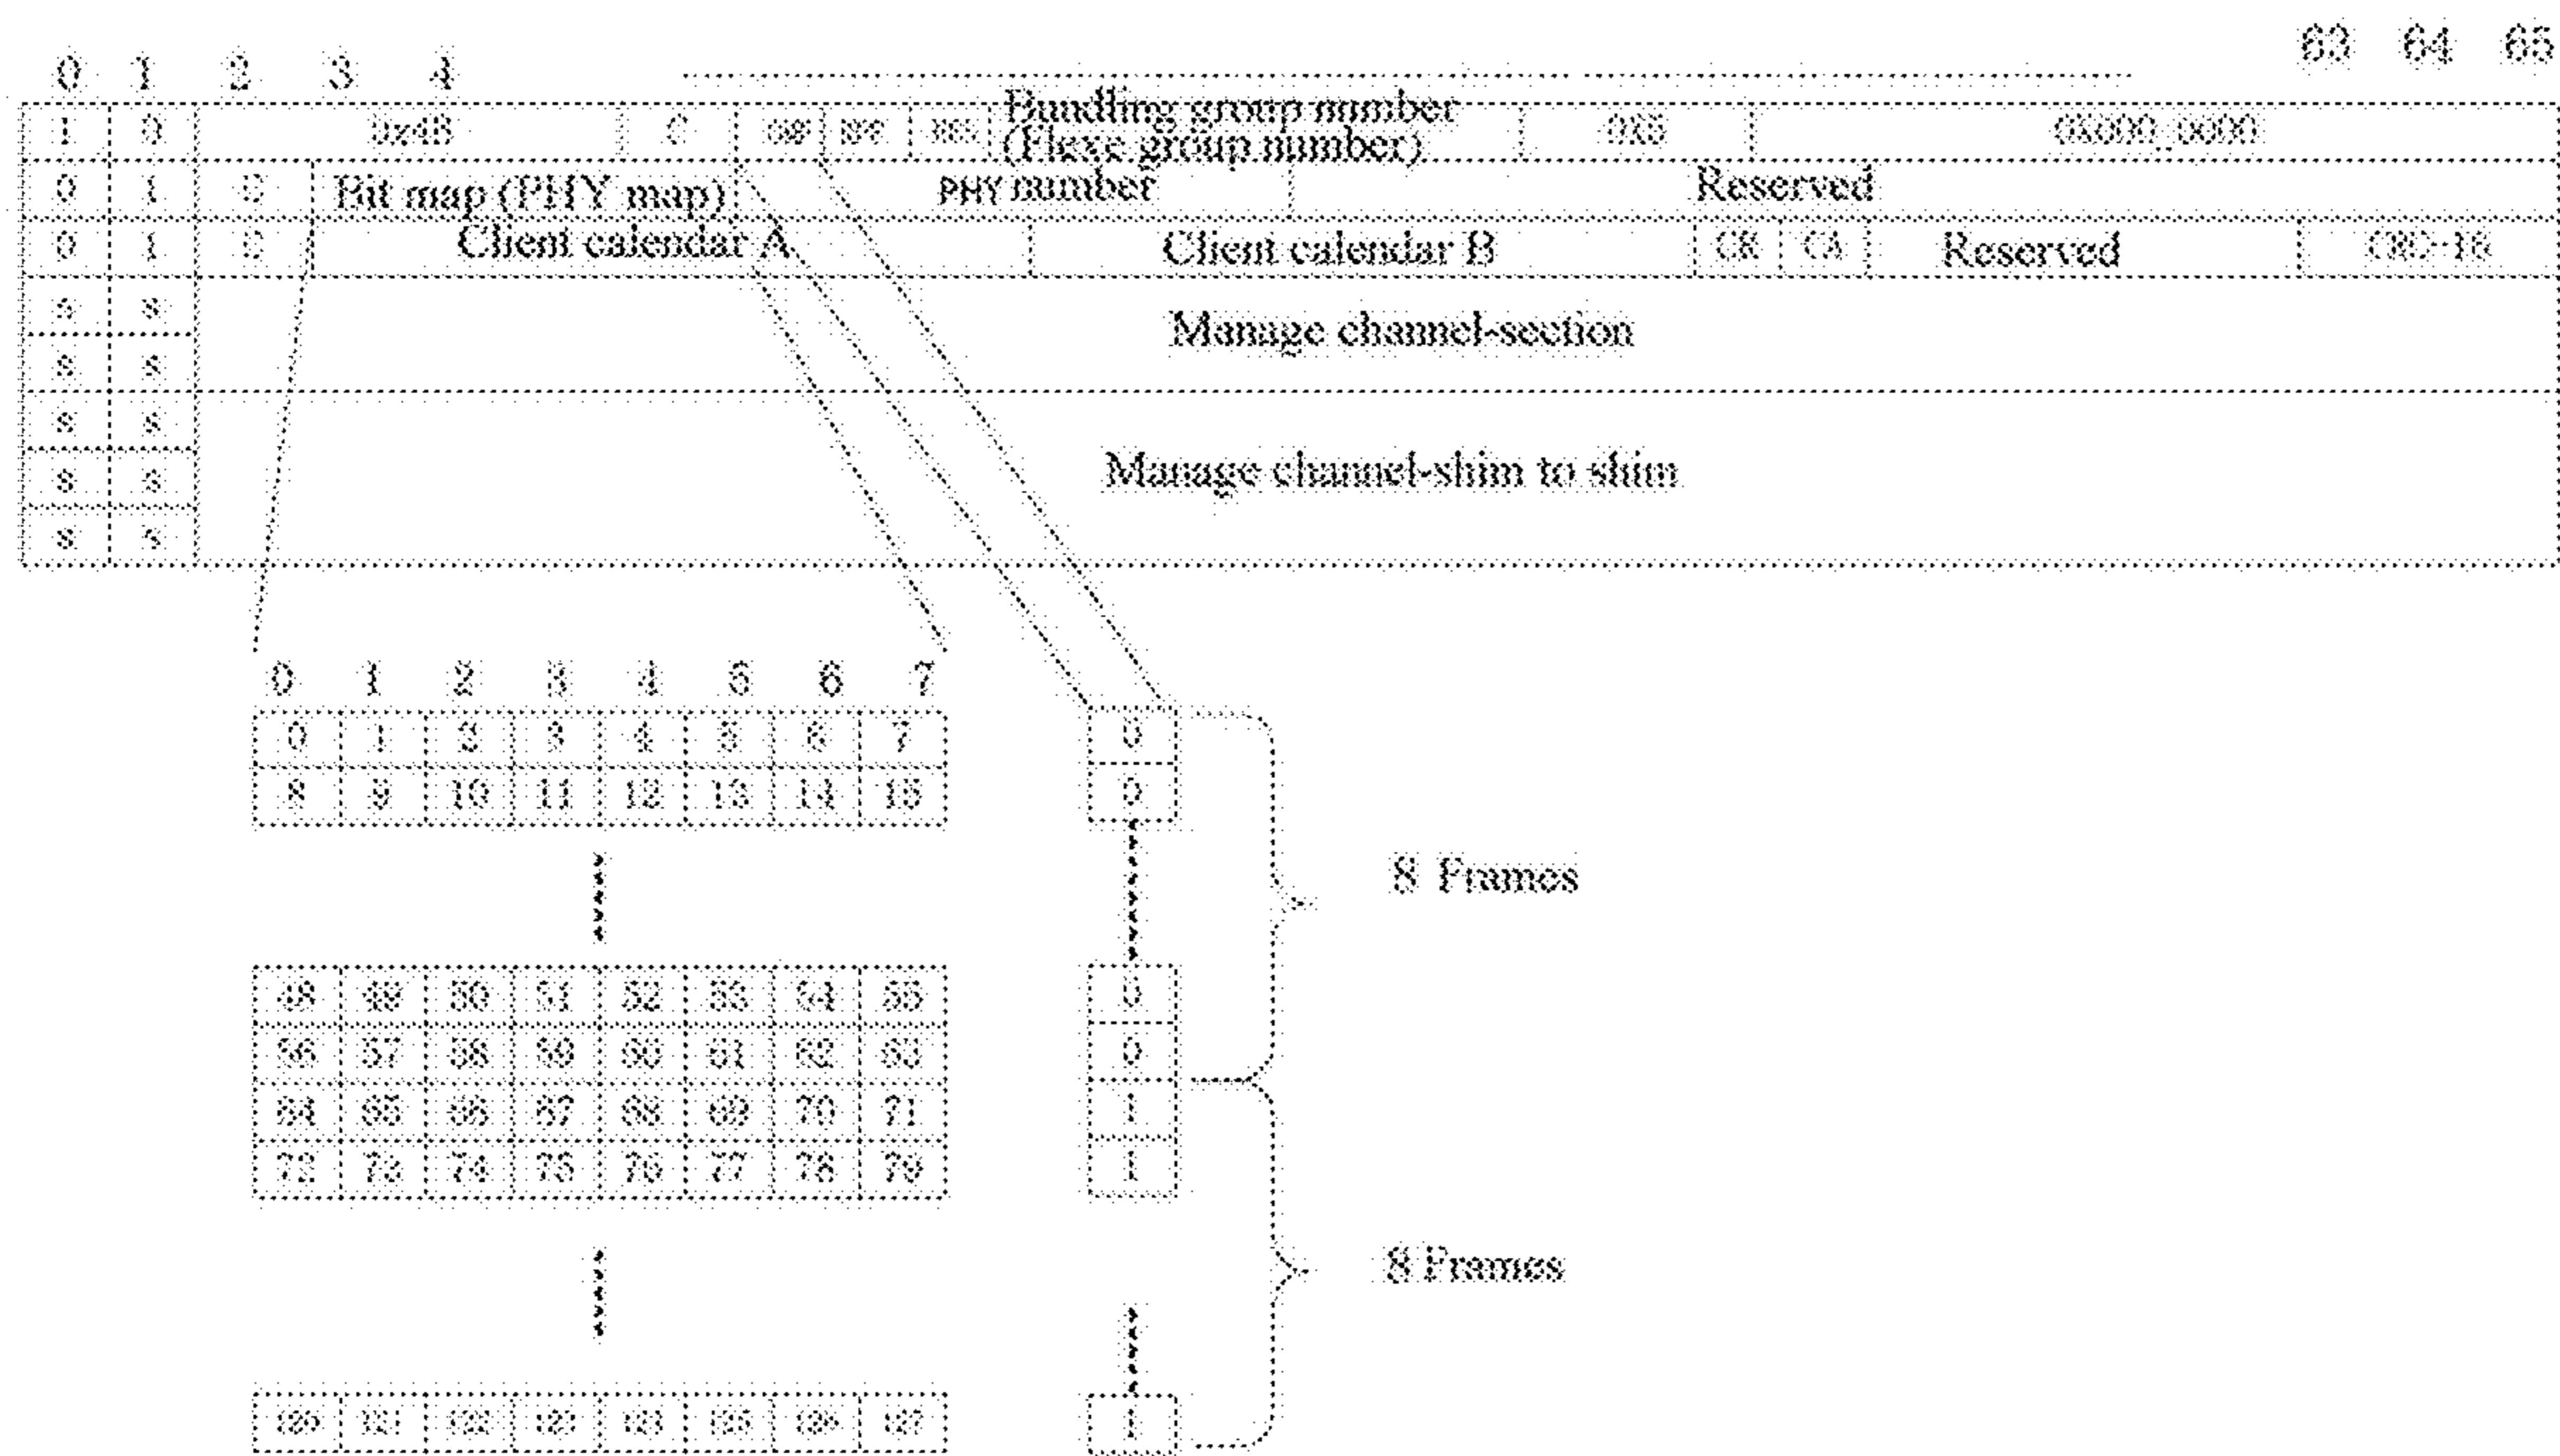 0 1 2 3 4 63 64 65
1 0 0x4B C OMF RPF Bundling group number (Flexe group number) 0X5 0X000_0000
0 1 Bit map (PHY map) PHY number Reserved
0 1 Client calendar A Client calendar B CR CA Reserved CRC-16
s s Manage channel-section
s s
s s
s s Manage channel-shim to shim
s s
0 1 2 3 4 5 6 7
0 1 2 3 4 5 6 7 0
8 9 10 11 12 13 14 15 0
8 Frames
48 49 50 51 52 53 54 55 0
56 57 58 59 60 61 62 63 0
64 65 66 67 68 69 70 71 1
72 73 74 75 76 77 78 79 1
8 Frames
120 121 122 123 125 126 127 1